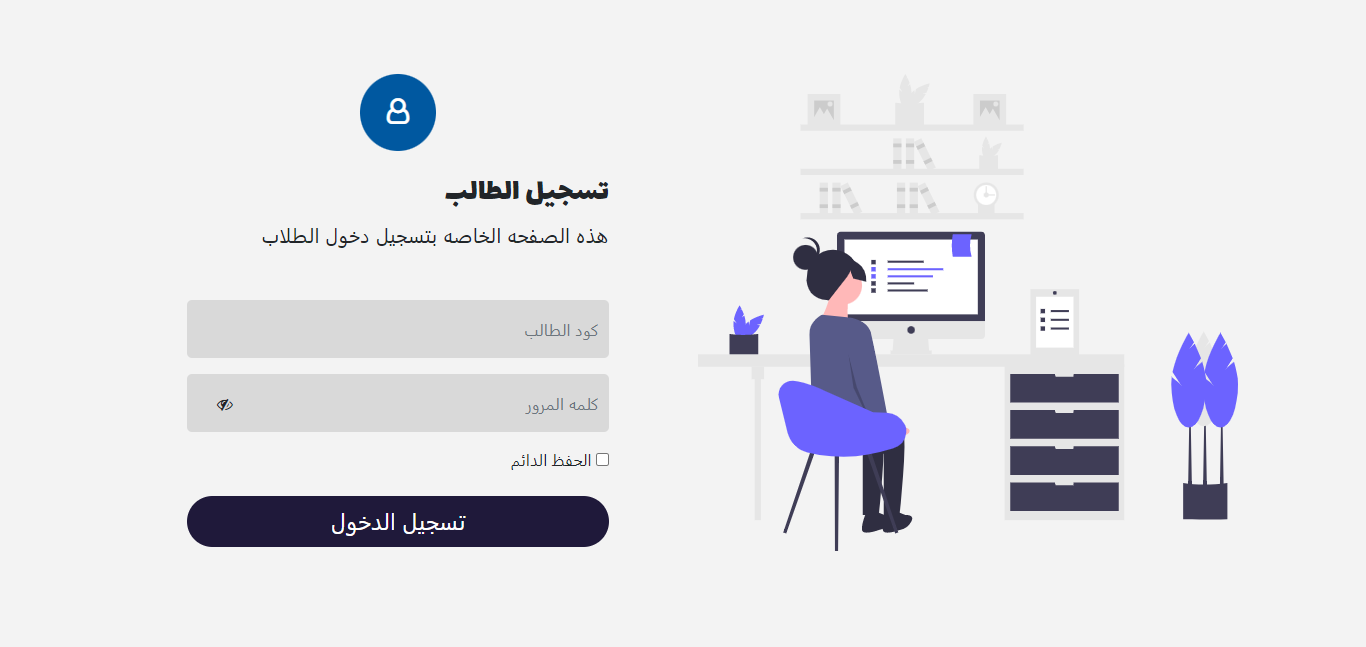 تسجيل الطالب
هذه الصفحه الخاصه بتسجيل دخول الطلاب
كود الطالب
كلمه المرور
الحفظ الدائم
تسجيل الدخول